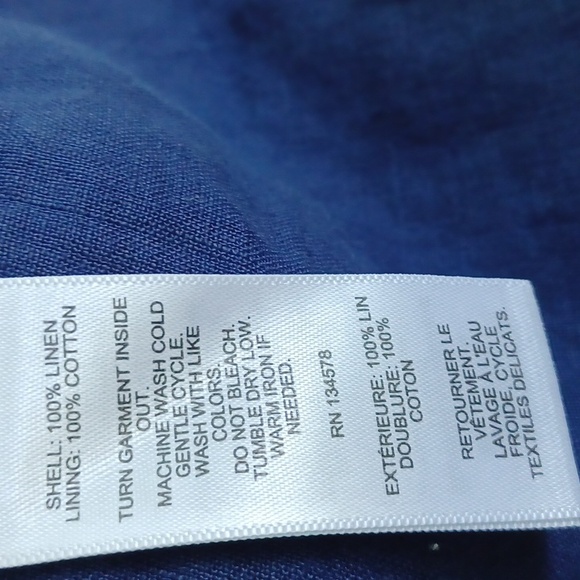 SHELL: 100% LINEN
LINING: 100% COTTON
TURN GARMENT INSIDE
OUT.
MACHINE WASH COLD
GENTLE CYCLE.
WASH WITH LIKE
COLORS.
DO NOT BLEACH.
TUMBLE DRY LOW.
WARM IRON IF
NEEDED.
RN 134578
EXTÉRIEURE: 100% LIN
DOUBLURE: 100%
COTON
RETOURNER LE
VÊTEMENT.
LAVAGE À L'EAU
FROIDE, CYCLE
TEXTILES DÉLICATS.